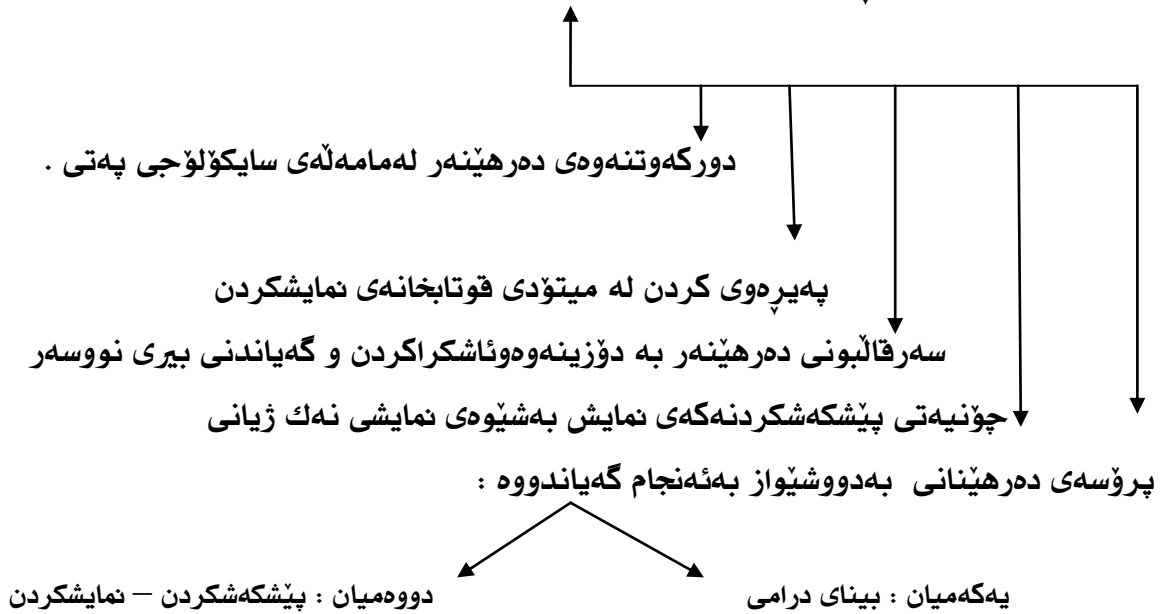 دورکەوتنەوەی دەرهێنەر لەمامەڵەی سایکۆلۆجی پەتی .
پەیڕەوی کردن لە میتۆدی قوتابخانەی نمایشکردن
سەرقاڵبونی دەرهێنەر بە دۆزینەوەوئاشکراکردن و گەیاندنی بیری نووسەر
چۆنیەتی پێشکەشکردنەکەی نمایش بەشێوەی نمایشی نەك ژیانی
پرۆسەی دەرهێنانی بەدووشێواز بەئەنجام گەیاندووە :
یەکەمیان : بینای درامی
دووەمیان : پێشکەشکردن – نمایشکردن